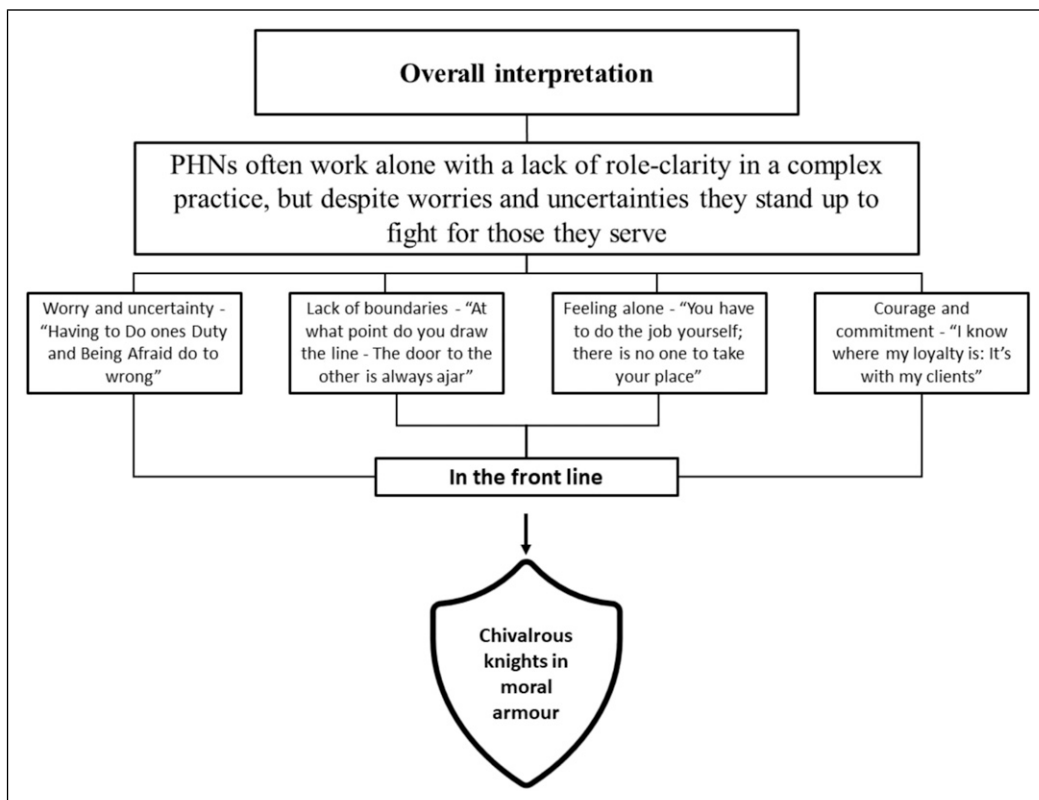 Overall interpretation
PHNs often work alone with a lack of role-clarity in a complex
practice, but despite worries and uncertainties they stand up to
fight for those they serve
Worry and uncertainty -
“Having to Do ones Duty
and Being Afraid do to
wrong”
Lack of boundaries - “At
what point do you draw
the line - The door to the
other is always ajar”
Feeling alone - “You have
to do the job yourself;
there is no one to take
your place”
Courage and
commitment - “I know
where my loyalty is: It’s
with my clients”
In the front line
Chivalrous
knights in
moral
armour